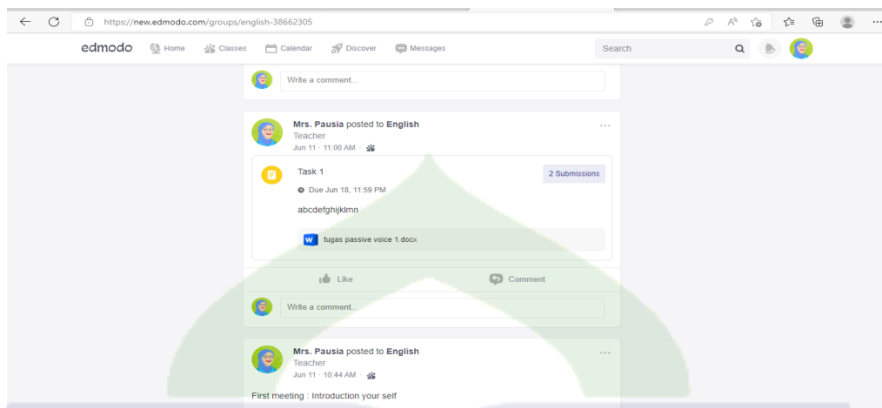 https://new.edmodo.com/groups/english-38662305
edmodo Home Classes Calendar Discover Messages Search
Write a comment...
Mrs. Pausia posted to English
Teacher
Jun 11 · 11:00 AM ·
Task 1
2 Submissions
Due Jun 18, 11:59 PM
abcdefghijklmn
W tugas passive voice 1.docx
Like Comment
Write a comment...
Mrs. Pausia posted to English
Teacher
Jun 11 · 10:44 AM ·
First meeting : Introduction your self